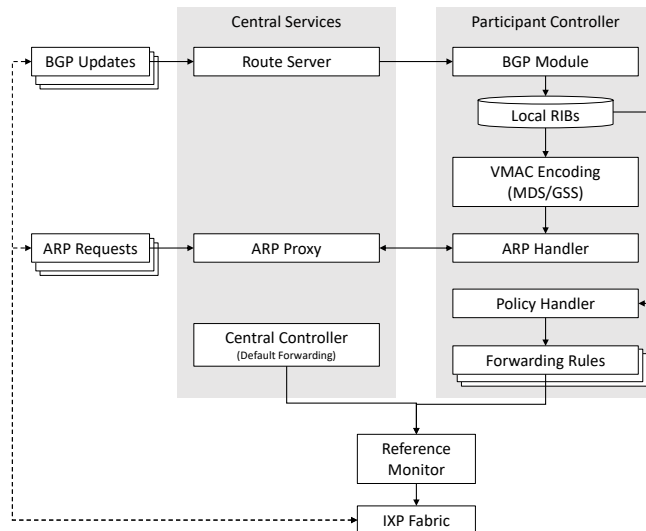 Central Services
Participant Controller
BGP Updates
Route Server
BGP Module
Local RIBs
VMAC Encoding
(MDS/GSS)
ARP Requests
ARP Proxy
ARP Handler
Policy Handler
Central Controller
(Default Forwarding)
Forwarding Rules
Reference
Monitor
IXP Fabric